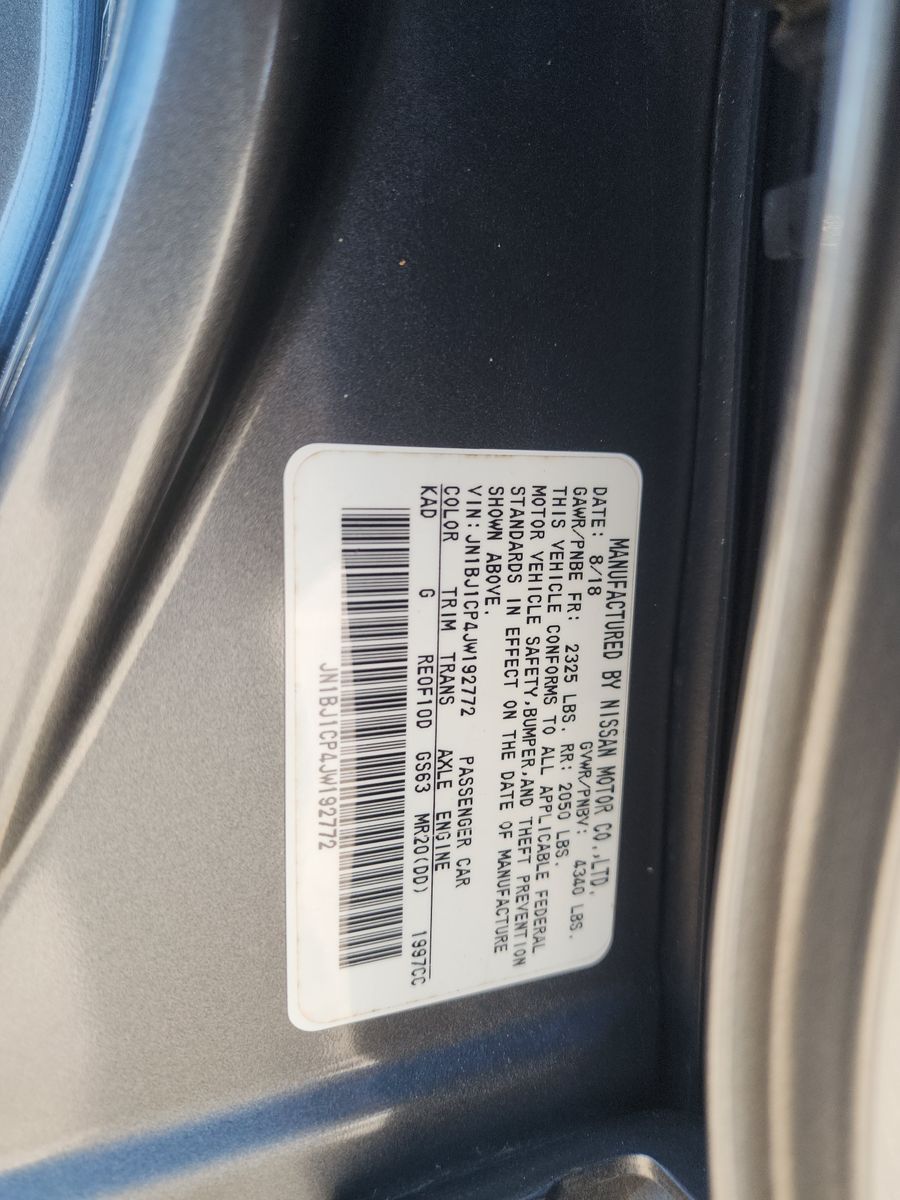 MANUFACTURED BY NISSAN MOTOR CO.,LTD.
DATE: 8/18 GVWR/PNBV: 4340 LBS.
GAWR/PNBE FR: 2325 LBS. RR: 2050 LBS.
THIS VEHICLE CONFORMS TO ALL APPLICABLE FEDERAL
MOTOR VEHICLE SAFETY,BUMPER,AND THEFT PREVENTION
STANDARDS IN EFFECT ON THE DATE OF MANUFACTURE
SHOWN ABOVE.
VIN: JN1BJ1CP4JW192772 PASSENGER CAR
COLOR TRIM TRANS AXLE ENGINE
KAD G RE0F10D GS63 MR20(DD) 1997CC
JN1BJ1CP4JW192772